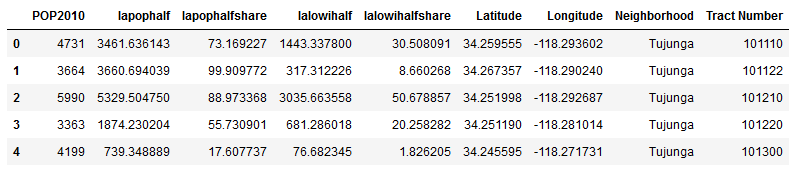 POP2010 lapophalf lapophalfshare lalowihalf lalowihalfshare Latitude Longitude Neighborhood Tract Number
0 4731 3461.636143 73.169227 1443.337800 30.508091 34.259555 -118.293602 Tujunga 101110
1 3664 3660.694039 99.909772 317.312226 8.660268 34.267357 -118.290240 Tujunga 101122
2 5990 5329.504750 88.973368 3035.663558 50.678857 34.251998 -118.292687 Tujunga 101210
3 3363 1874.230204 55.730901 681.286018 20.258282 34.251190 -118.281014 Tujunga 101220
4 4199 739.348889 17.607737 76.682345 1.826205 34.245595 -118.271731 Tujunga 101300